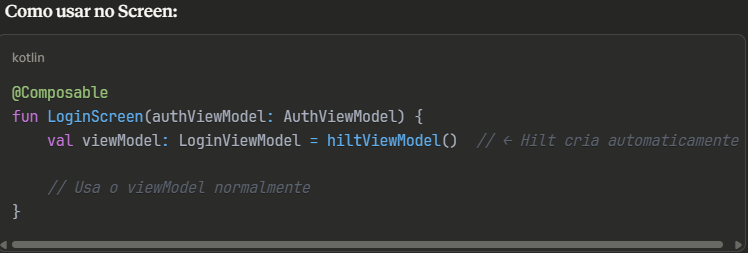 Como usar no Screen:
kotlin
@Composable
fun LoginScreen(authViewModel: AuthViewModel) {
    val viewModel: LoginViewModel = hiltViewModel()  // ← Hilt cria automaticamente
    // Usa o viewModel normalmente
}